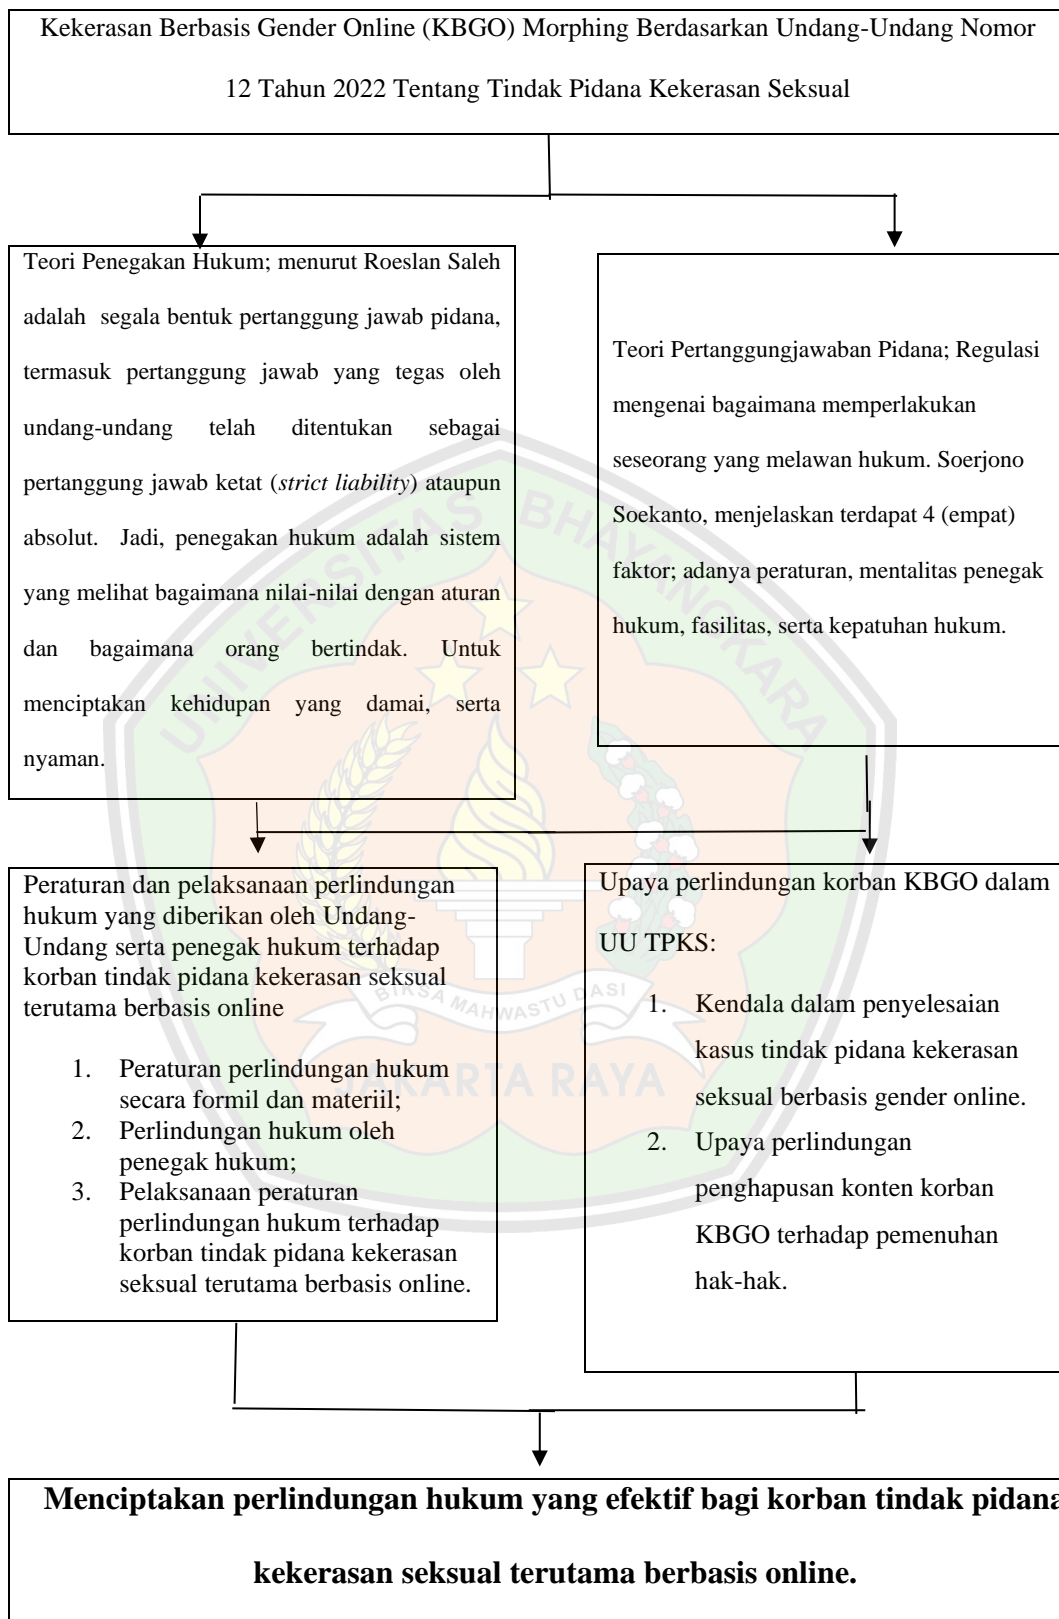 Kekerasan Berbasis Gender Online (KBGO) Morphing Berdasarkan Undang-Undang Nomor
12 Tahun 2022 Tentang Tindak Pidana Kekerasan Seksual
Teori Penegakan Hukum; menurut Roeslan Saleh
adalah segala bentuk pertanggung jawab pidana,
termasuk pertanggung jawab yang tegas oleh
undang-undang telah ditentukan sebagai
pertanggung jawab ketat (strict liability) ataupun
absolut. Jadi, penegakan hukum adalah sistem
yang melihat bagaimana nilai-nilai dengan aturan
dan bagaimana orang bertindak. Untuk
menciptakan kehidupan yang damai, serta
nyaman.
Teori Pertanggungjawaban Pidana; Regulasi
mengenai bagaimana memperlakukan
seseorang yang melawan hukum. Soerjono
Soekanto, menjelaskan terdapat 4 (empat)
faktor; adanya peraturan, mentalitas penegak
hukum, fasilitas, serta kepatuhan hukum.
UNIVERSITAS BHAYANGKARA
Peraturan dan pelaksanaan perlindungan
hukum yang diberikan oleh Undang-
Undang serta penegak hukum terhadap
korban tindak pidana kekerasan seksual
terutama berbasis online
1. Peraturan perlindungan hukum
secara formil dan materiil;
2. Perlindungan hukum oleh
penegak hukum;
3. Pelaksanaan peraturan
perlindungan hukum terhadap
korban tindak pidana kekerasan
seksual terutama berbasis online.
Upaya perlindungan korban KBGO dalam
UU TPKS:
1. Kendala dalam penyelesaian
kasus tindak pidana kekerasan
seksual berbasis gender online.
2. Upaya perlindungan
penghapusan konten korban
KBGO terhadap pemenuhan
hak-hak.
BIKSA MAHWASTU DASI
JAKARTA RAYA
Menciptakan perlindungan hukum yang efektif bagi korban tindak pidana
kekerasan seksual terutama berbasis online.